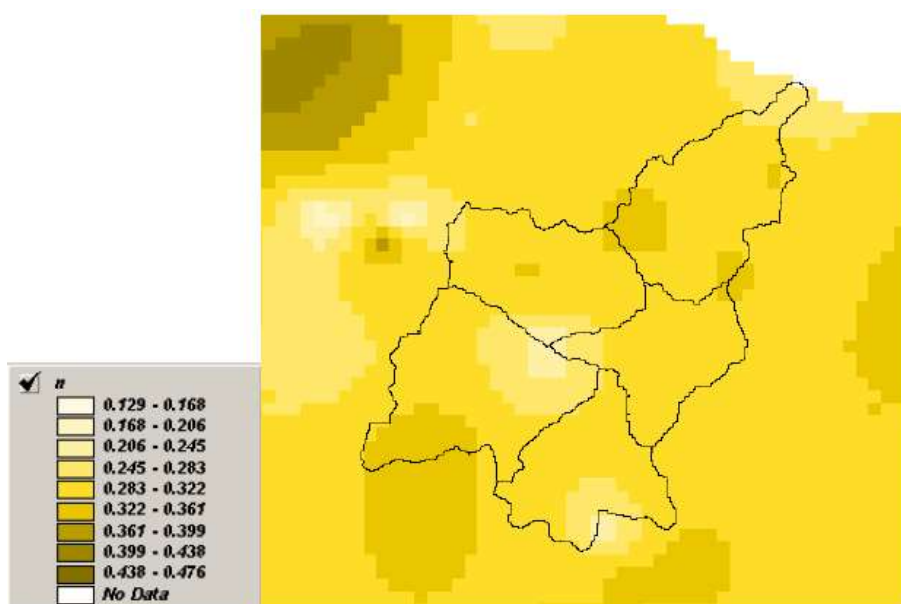 n
0.129 - 0.168
0.168 - 0.206
0.206 - 0.245
0.245 - 0.283
0.283 - 0.322
0.322 - 0.361
0.361 - 0.399
0.399 - 0.438
0.438 - 0.476
No Data